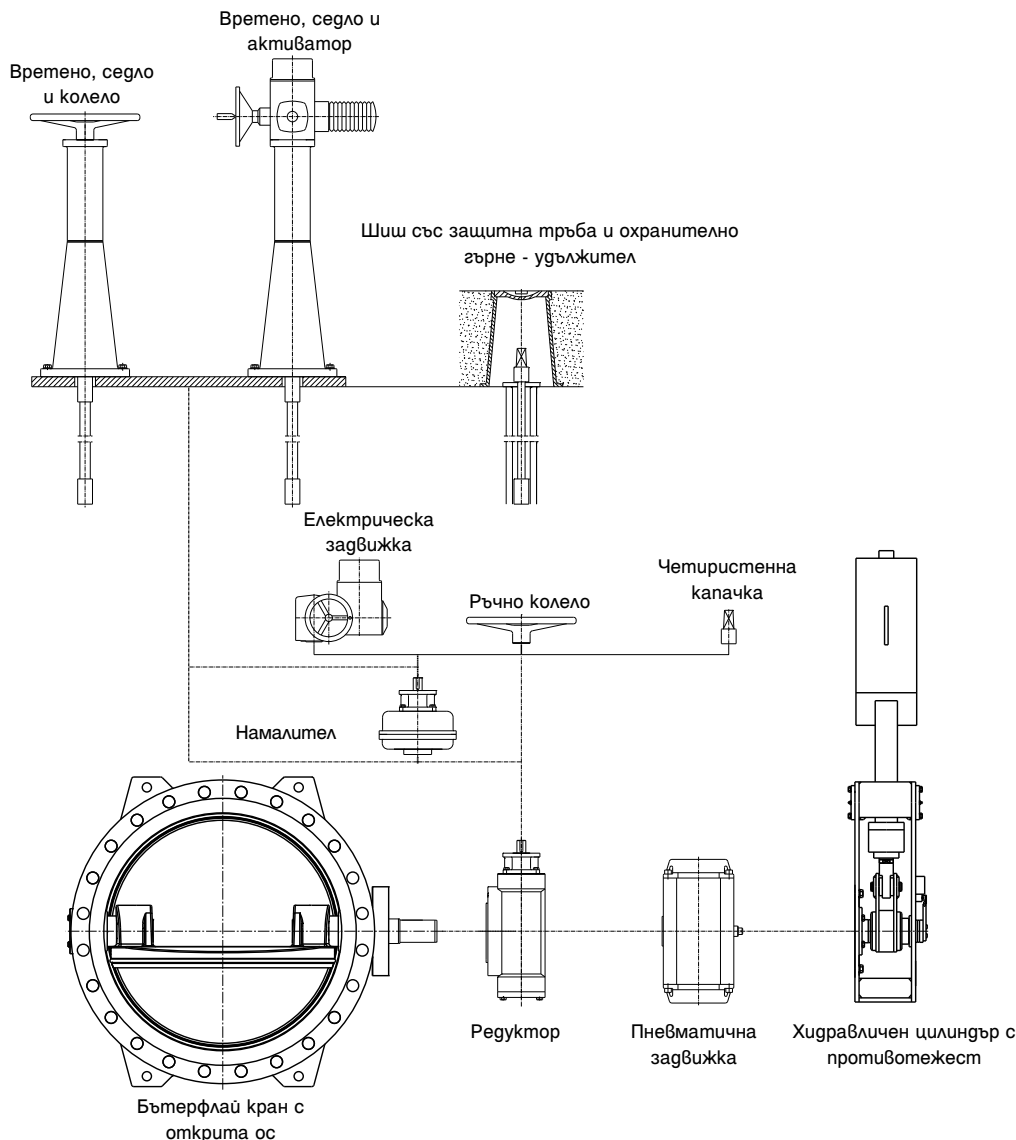 Вретено, седло и
активатор
Вретено, седло
и колело
Шиш със защитна тръба и охранително
гърне - удължител
Електрическа
задвижка
Ръчно колело
Четиристенна
капачка
Намалител
Редуктор
Пневматична
задвижка
Хидравличен цилиндър с
противотежест
Бътерфлай кран с
открита ос